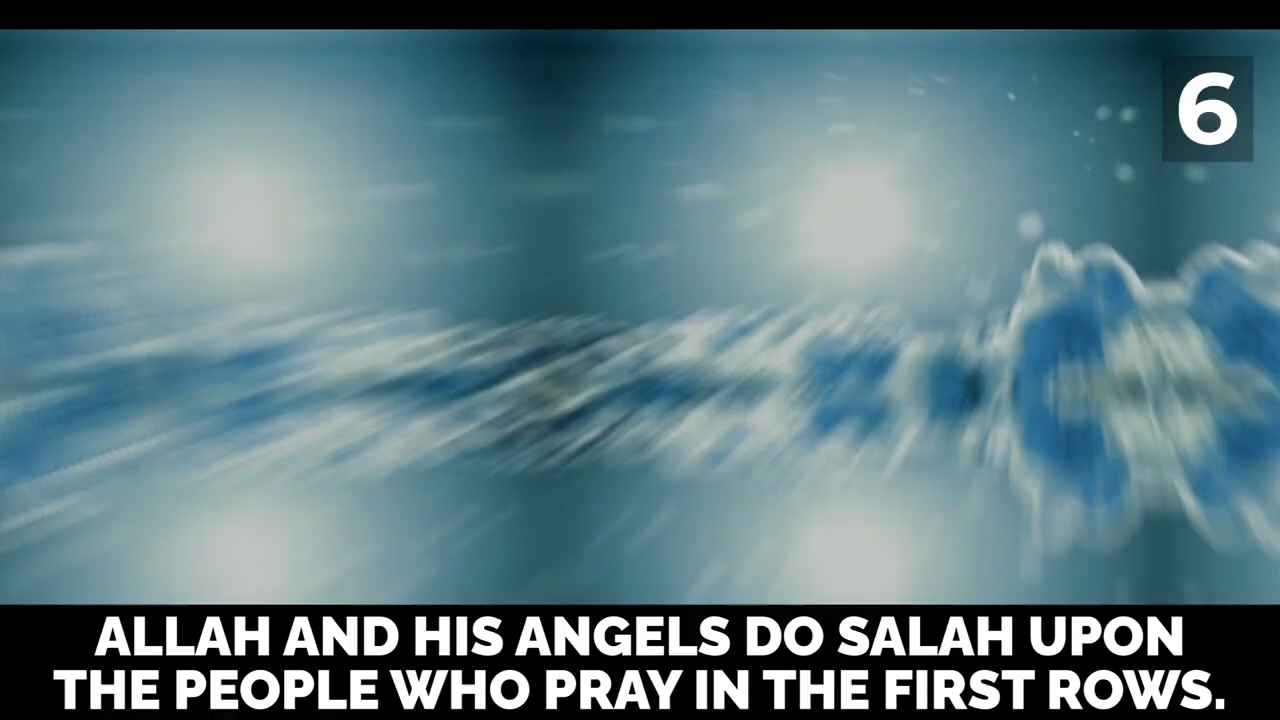 6
ALLAH AND HIS ANGELS DO SALAH UPON
THE PEOPLE WHO PRAY IN THE FIRST ROWS.